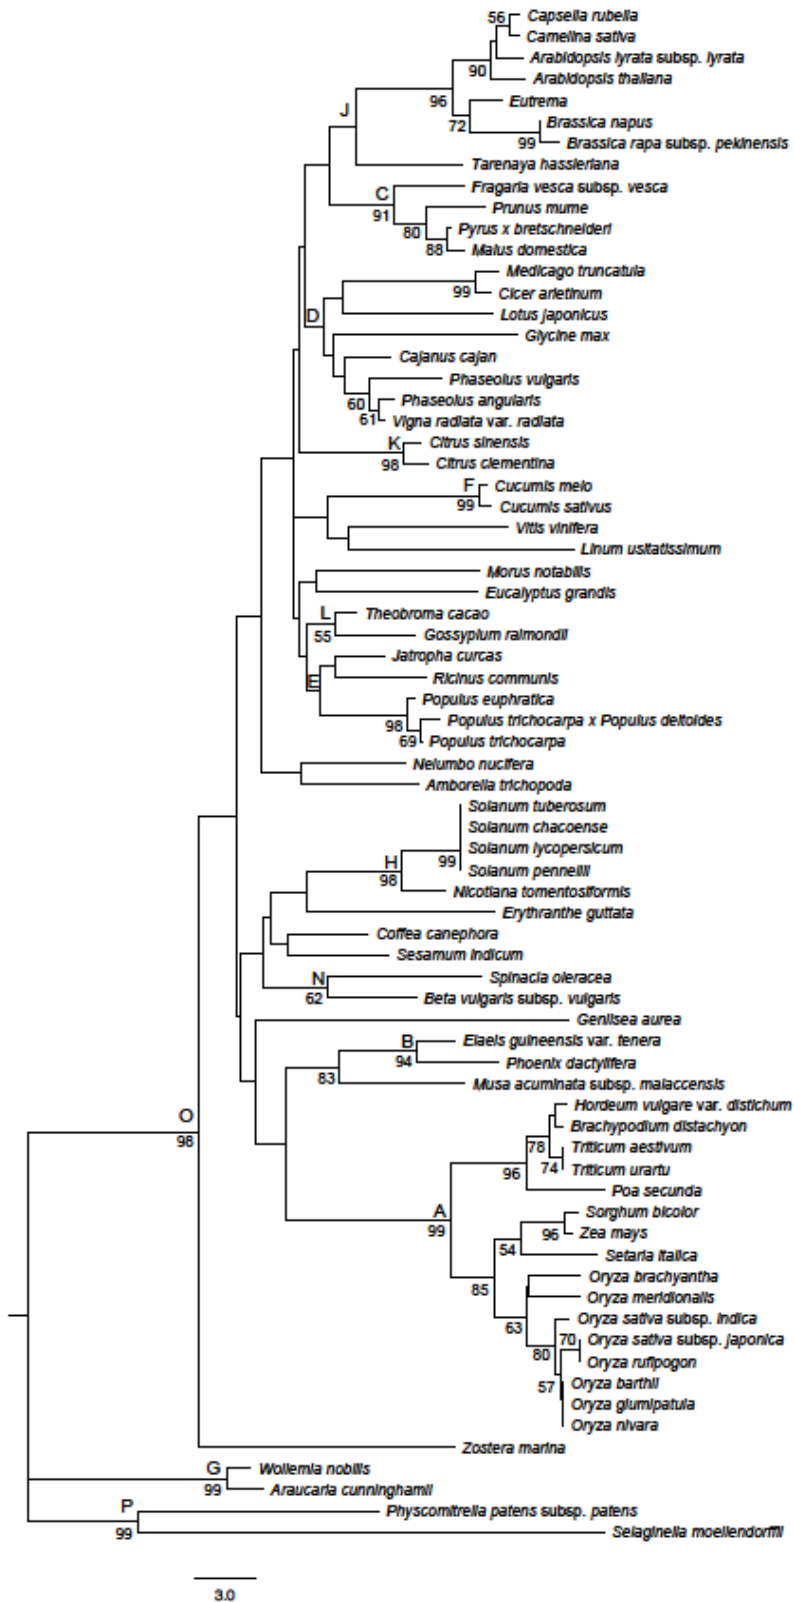 56
Capsella rubella
Camelina sativa
Arabidopsis lyrata subsp. lyrata
90
Arabidopsis thaliana
96
Eutrema
J
72
Brassica napus
99
Brassica rapa subsp. pekinensis
Tarenaya hassleriana
C
Fragaria vesca subsp. vesca
91
Prunus mume
80
Pyrus x bretschneideri
88
Malus domestica
Medicago truncatula
99
Cicer arietinum
D
Lotus japonicus
Glycine max
Cajanus cajan
Phaseolus vulgaris
60
Phaseolus angularis
61
Vigna radiata var. radiata
K
Citrus sinensis
98
Citrus clementina
F
Cucumis melo
99
Cucumis sativus
Vitis vinifera
Linum usitatissimum
Morus notabilis
Eucalyptus grandis
L
Theobroma cacao
55
Gossypium raimondii
Jatropha curcas
E
Ricinus communis
Populus euphratica
98
Populus trichocarpa x Populus deltoides
69
Populus trichocarpa
Nelumbo nucifera
Amborella trichopoda
Solanum tuberosum
Solanum chacoense
Solanum lycopersicum
H
99
Solanum pennellii
98
Nicotiana tomentosiformis
Erythranthe guttata
Coffea canephora
Sesamum indicum
N
Spinacia oleracea
62
Beta vulgaris subsp. vulgaris
Genlisea aurea
B
Elaeis guineensis var. tenera
94
Phoenix dactylifera
83
Musa acuminata subsp. malaccensis
Hordeum vulgare var. distichum
O
Brachypodium distachyon
98
78
Triticum aestivum
96
74
Triticum urartu
Poa secunda
A
Sorghum bicolor
99
96
Zea mays
54
Setaria italica
85
Oryza brachyantha
Oryza meridionalis
63
Oryza sativa subsp. indica
70
Oryza sativa subsp. japonica
80
Oryza rufipogon
57
Oryza barthii
Oryza glumipatula
Oryza nivara
Zostera marina
G
Wollemia nobilis
99
Araucaria cunninghamii
P
Physcomitrella patens subsp. patens
99
Selaginella moellendorffii
3.0